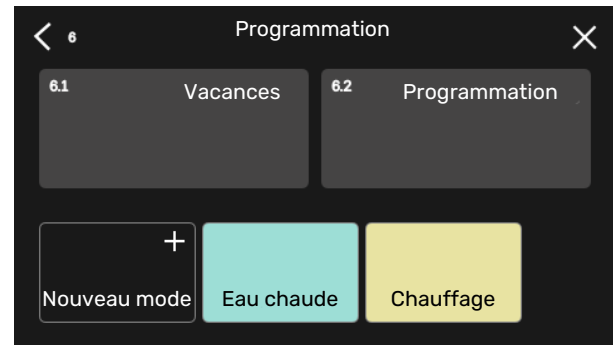 6 Programmation
6.1 Vacances
6.2 Programmation
Nouveau mode
Eau chaude
Chauffage